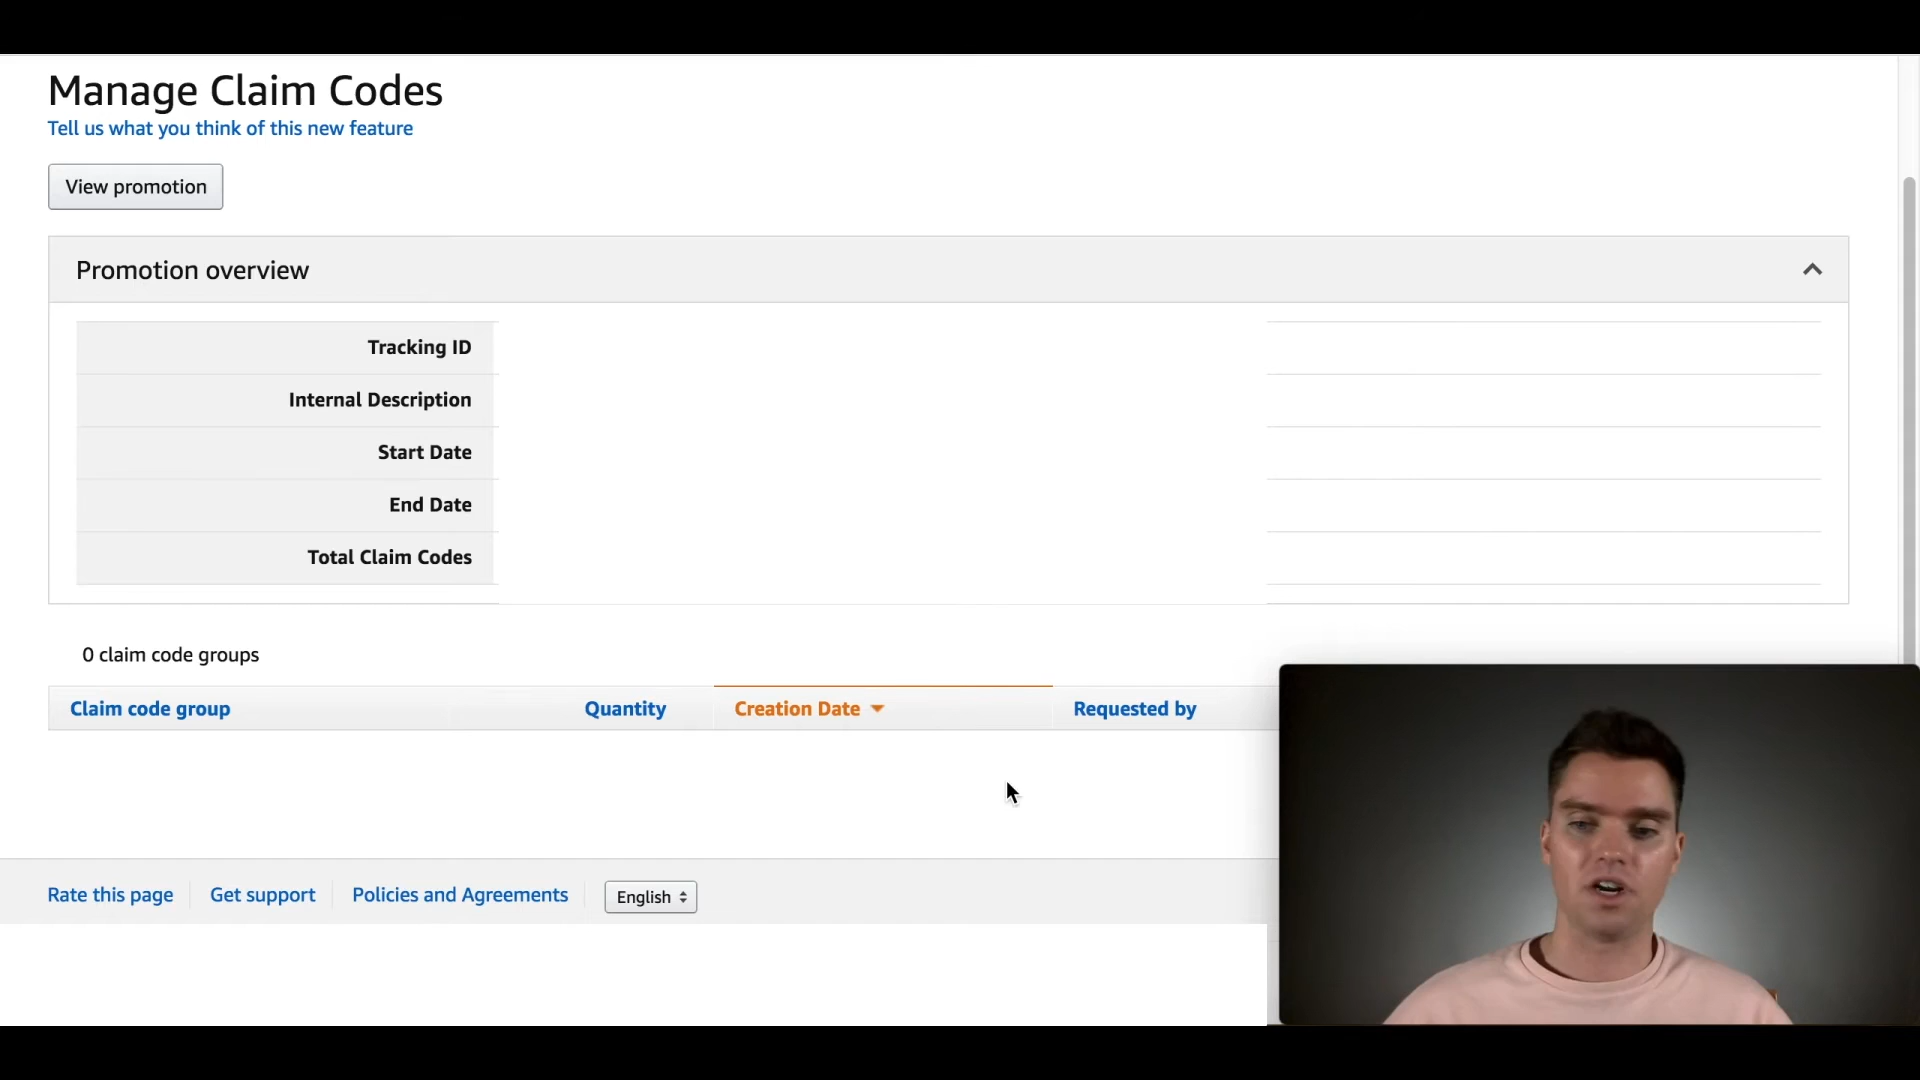 Manage Claim Codes
Tell us what you think of this new feature
View promotion
Promotion overview
Tracking ID
Internal Description
Start Date
End Date
Total Claim Codes
0 claim code groups
Claim code group Quantity Creation Date Requested by
Rate this page Get support Policies and Agreements English